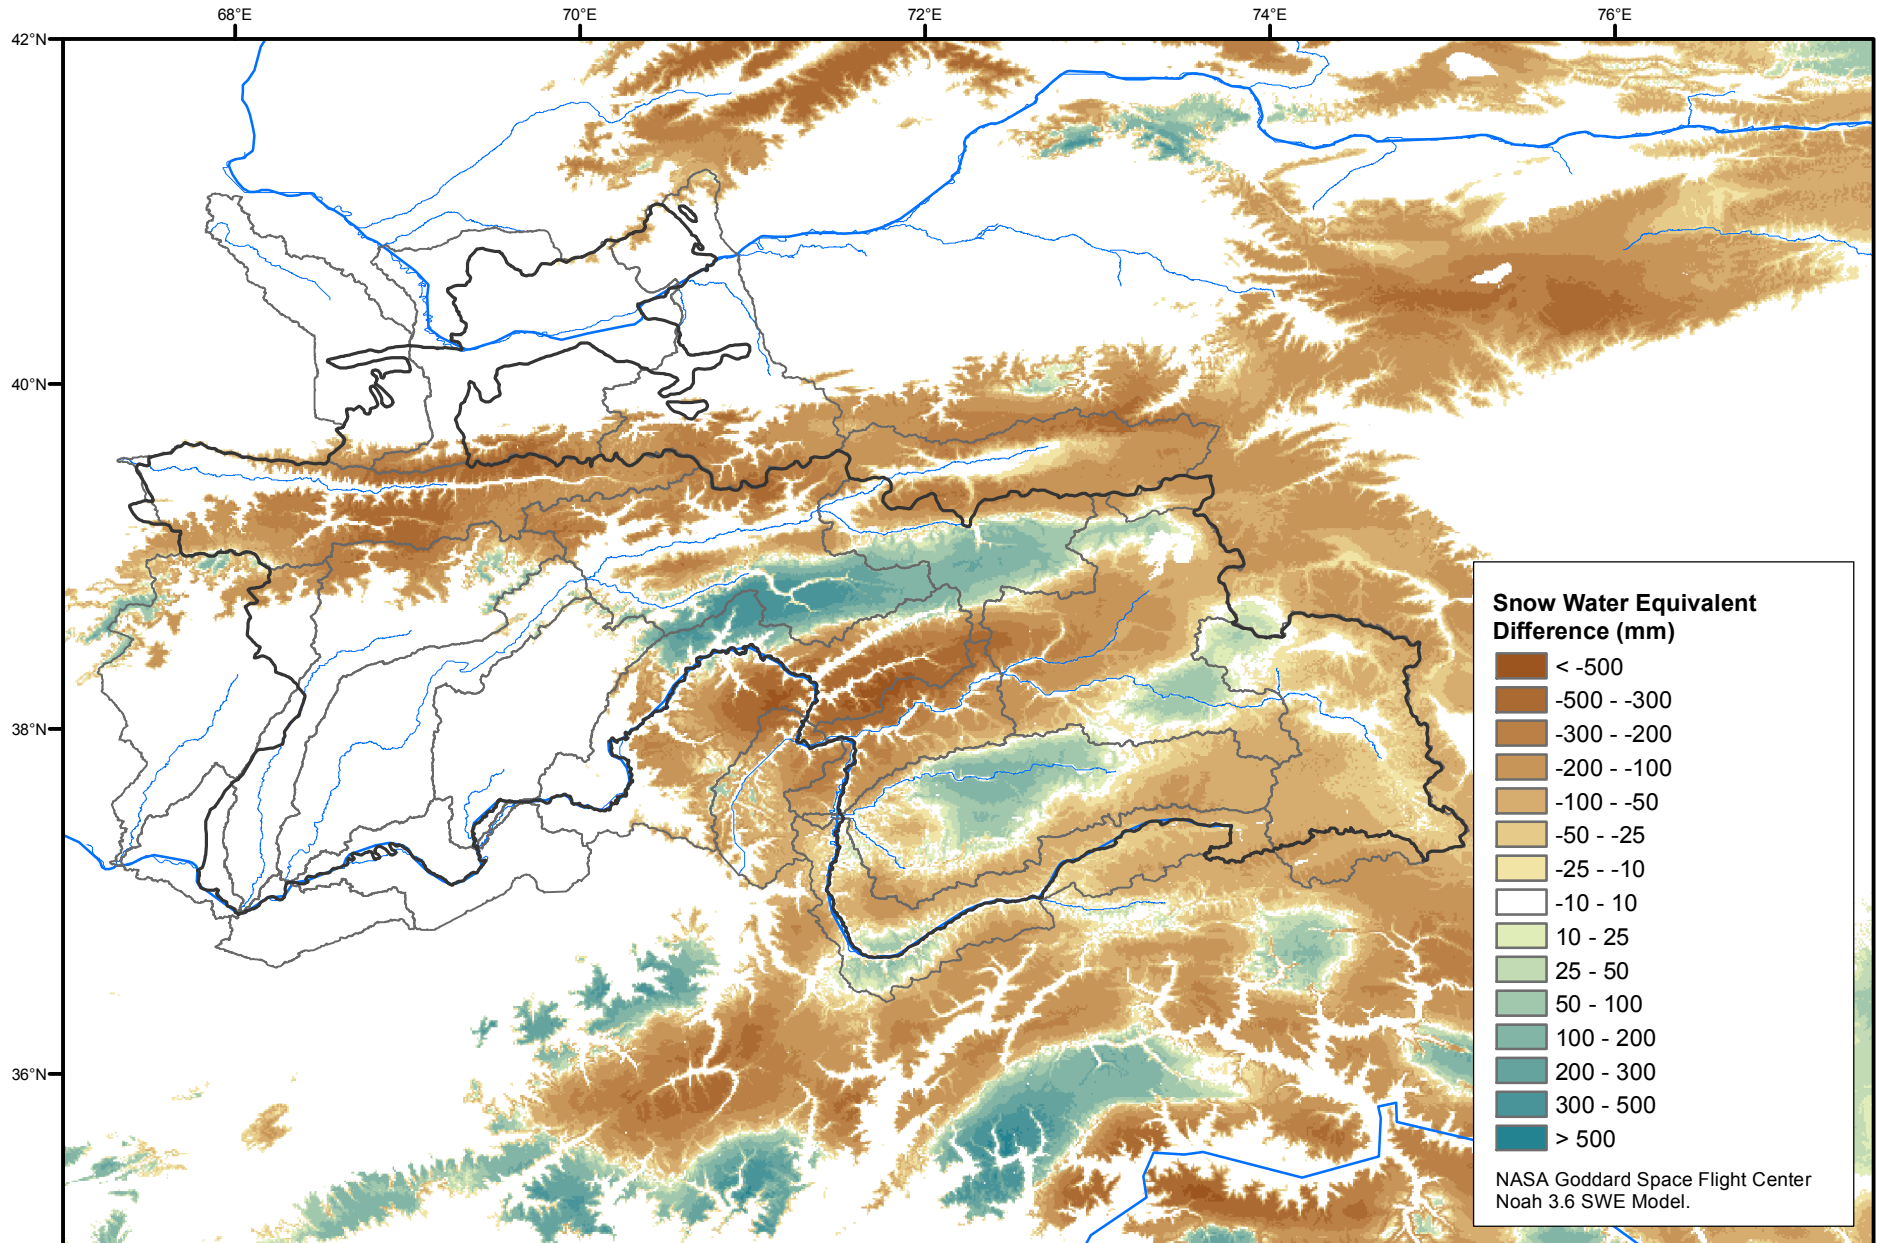 68°E
70°E
72°E
74°E
76°E
42°N
40°N
38°N
36°N
Snow Water Equivalent
Difference (mm)
< -500
-500 - -300
-300 - -200
-200 - -100
-100 - -50
-50 - -25
-25 - -10
-10 - 10
10 - 25
25 - 50
50 - 100
100 - 200
200 - 300
300 - 500
> 500
NASA Goddard Space Flight Center
Noah 3.6 SWE Model.